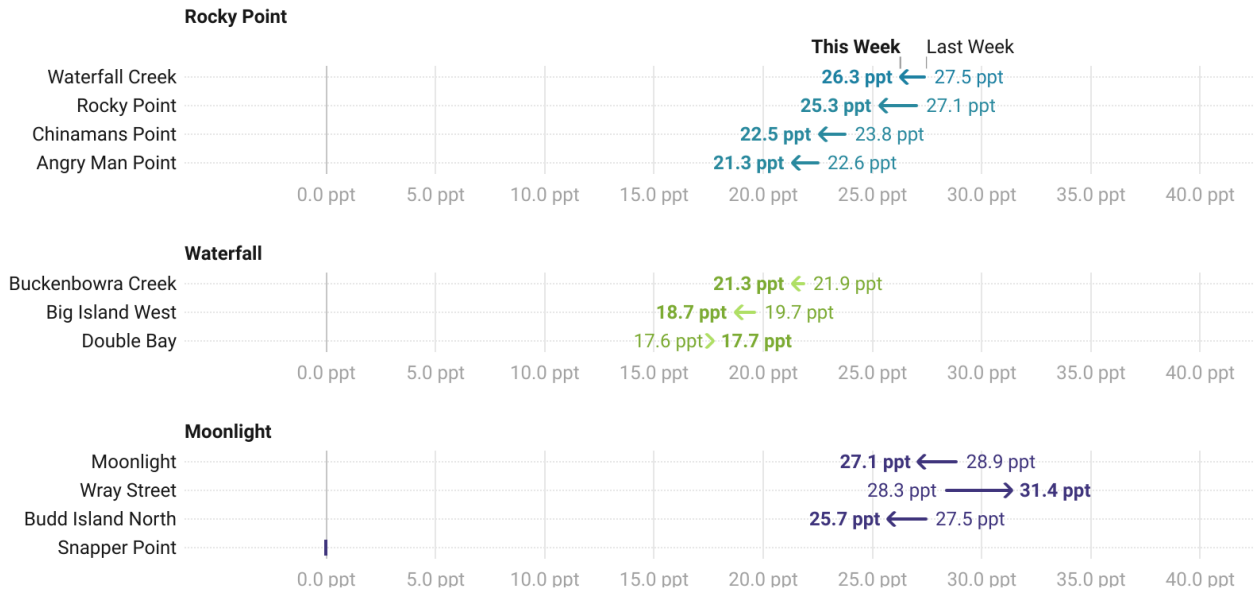 Rocky Point
This Week Last Week
Waterfall Creek 26.3 ppt 27.5 ppt
Rocky Point 25.3 ppt 27.1 ppt
Chinamans Point 22.5 ppt 23.8 ppt
Angry Man Point 21.3 ppt 22.6 ppt
0.0 ppt 5.0 ppt 10.0 ppt 15.0 ppt 20.0 ppt 25.0 ppt 30.0 ppt 35.0 ppt 40.0 ppt
Waterfall
Buckenbowra Creek 21.3 ppt 21.9 ppt
Big Island West 18.7 ppt 19.7 ppt
Double Bay 17.6 ppt 17.7 ppt
0.0 ppt 5.0 ppt 10.0 ppt 15.0 ppt 20.0 ppt 25.0 ppt 30.0 ppt 35.0 ppt 40.0 ppt
Moonlight
Moonlight 27.1 ppt 28.9 ppt
Wray Street 28.3 ppt 31.4 ppt
Budd Island North 25.7 ppt 27.5 ppt
Snapper Point
0.0 ppt 5.0 ppt 10.0 ppt 15.0 ppt 20.0 ppt 25.0 ppt 30.0 ppt 35.0 ppt 40.0 ppt